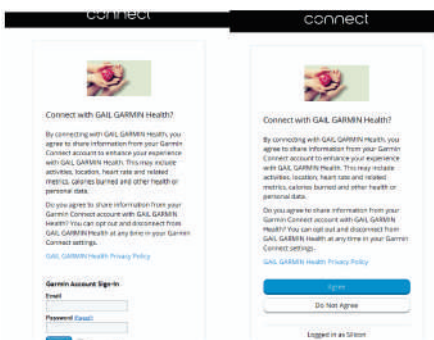 connect
Connect with GAIL GARMIN Health?
By connecting with GAIL GARMIN Health, you
agree to share information from your Garmin
Connect account to enhance your experience
with GAIL GARMIN Health. This may include
activities, location, heart rate and related
metrics, calories burned and other health or
personal data.
Do you agree to share information from your
Garmin Connect account with GAIL GARMIN
Health? You can opt out and disconnect from
GAIL GARMIN Health at any time in your Garmin
Connect settings.
GAIL GARMIN Health Privacy Policy
Garmin Account Sign-In
Email
Password
connect
Connect with GAIL GARMIN Health?
By connecting with GAIL GARMIN Health, you
agree to share information from your Garmin
Connect account to enhance your experience
with GAIL GARMIN Health. This may include
activities, location, heart rate and related
metrics, calories burned and other health or
personal data.
Do you agree to share information from your
Garmin Connect account with GAIL GARMIN
Health? You can opt out and disconnect from
GAIL GARMIN Health at any time in your Garmin
Connect settings.
GAIL GARMIN Health Privacy Policy
Agree
Do Not Agree
Logged in as